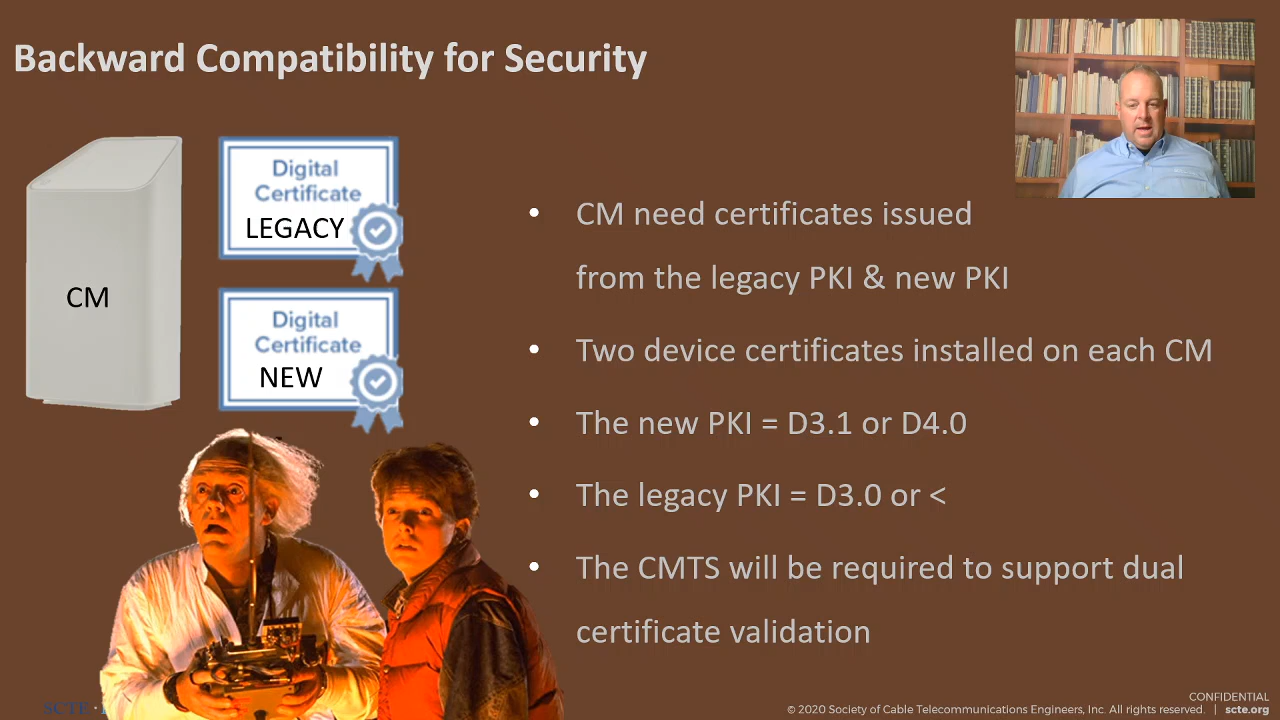 Backward Compatibility for Security
CM
Digital
Certificate
LEGACY
Digital
Certificate
NEW
• CM need certificates issued
from the legacy PKI & new PKI
• Two device certificates installed on each CM
• The new PKI = D3.1 or D4.0
• The legacy PKI = D3.0 or <
• The CMTS will be required to support dual
certificate validation
SCTE
CONFIDENTIAL
© 2020 Society of Cable Telecommunications Engineers, Inc. All rights reserved. | scte.org